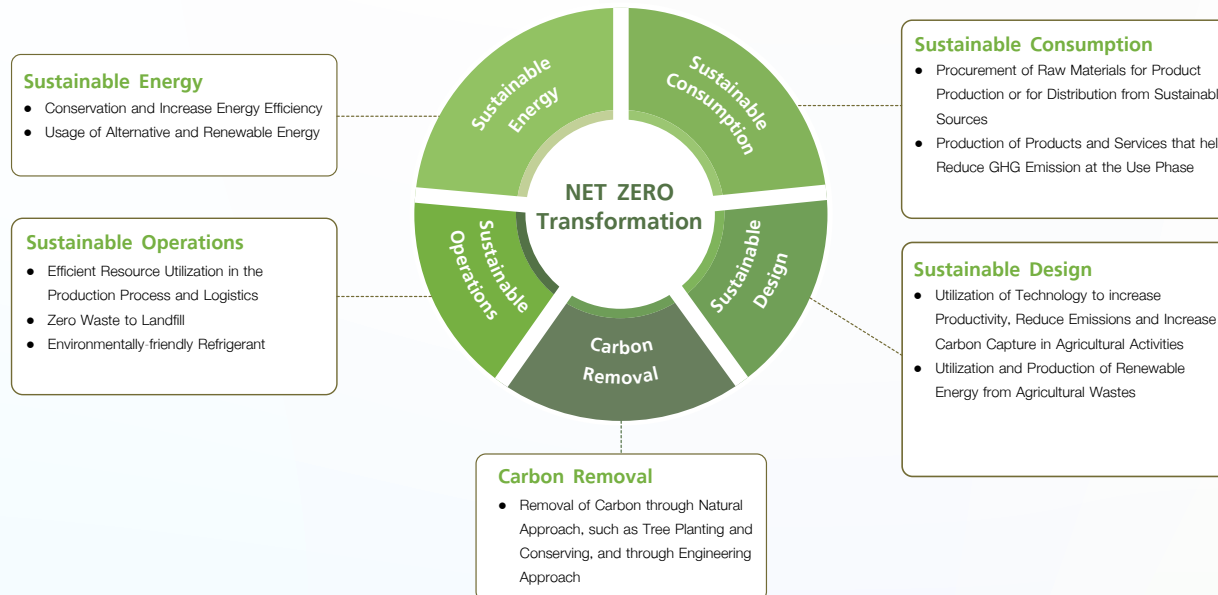 Sustainable Energy
● Conservation and Increase Energy Efficiency
● Usage of Alternative and Renewable Energy
Sustainable Operations
● Efficient Resource Utilization in the
Production Process and Logistics
● Zero Waste to Landfill
● Environmentally-friendly Refrigerant
Sustainable
Energy
Sustainable
Consumption
NET ZERO
Transformation
Sustainable
Operations
Sustainable
Design
Carbon
Removal
Sustainable Consumption
● Procurement of Raw Materials for Product
Production or for Distribution from Sustainabl
Sources
● Production of Products and Services that hel
Reduce GHG Emission at the Use Phase
Sustainable Design
● Utilization of Technology to increase
Productivity, Reduce Emissions and Increase
Carbon Capture in Agricultural Activities
● Utilization and Production of Renewable
Energy from Agricultural Wastes
Carbon Removal
● Removal of Carbon through Natural
Approach, such as Tree Planting and
Conserving, and through Engineering
Approach